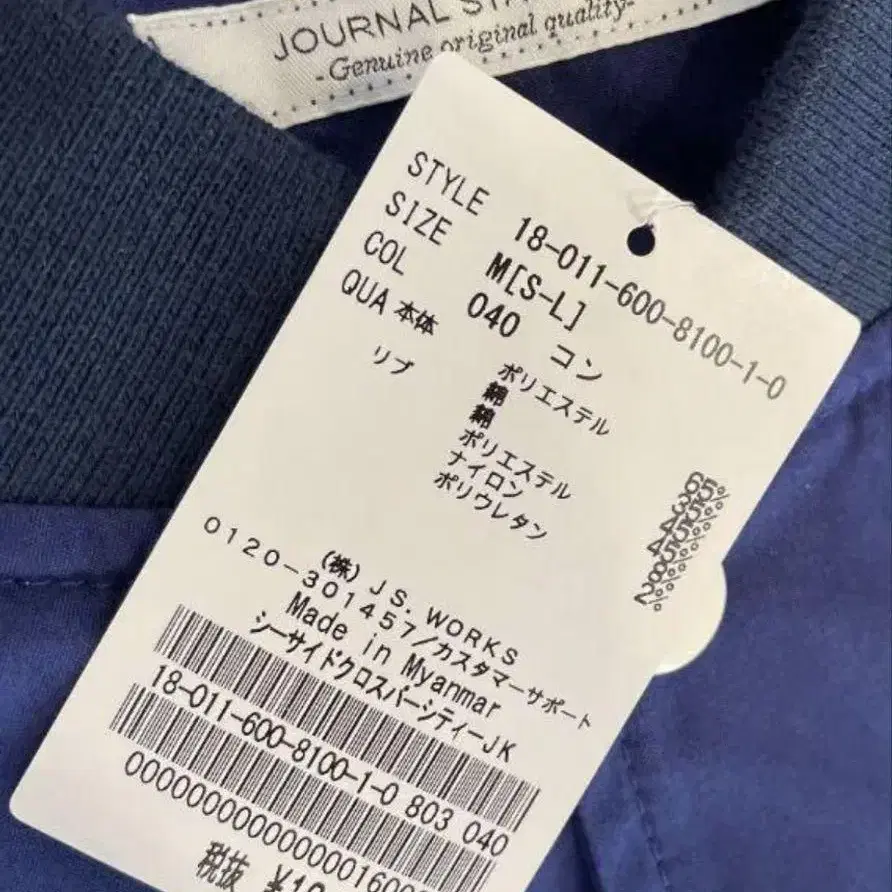 JOURNAL
-Genuine original quality-
STYLE 18-011-600-8100-1-0
SIZE M[S-L]
COL 040 コン
QUA 本体 ポリエステル 65%
綿 35%
リブ 綿 45%
ポリエステル 45%
ナイロン 8%
ポリウレタン 2%
(株) JS. WORKS
0120-301457/カスタマーサポート
Made in Myanmar
シーサイドクロスバーシティーJK
18-011-600-8100-1-0 803 040
税抜